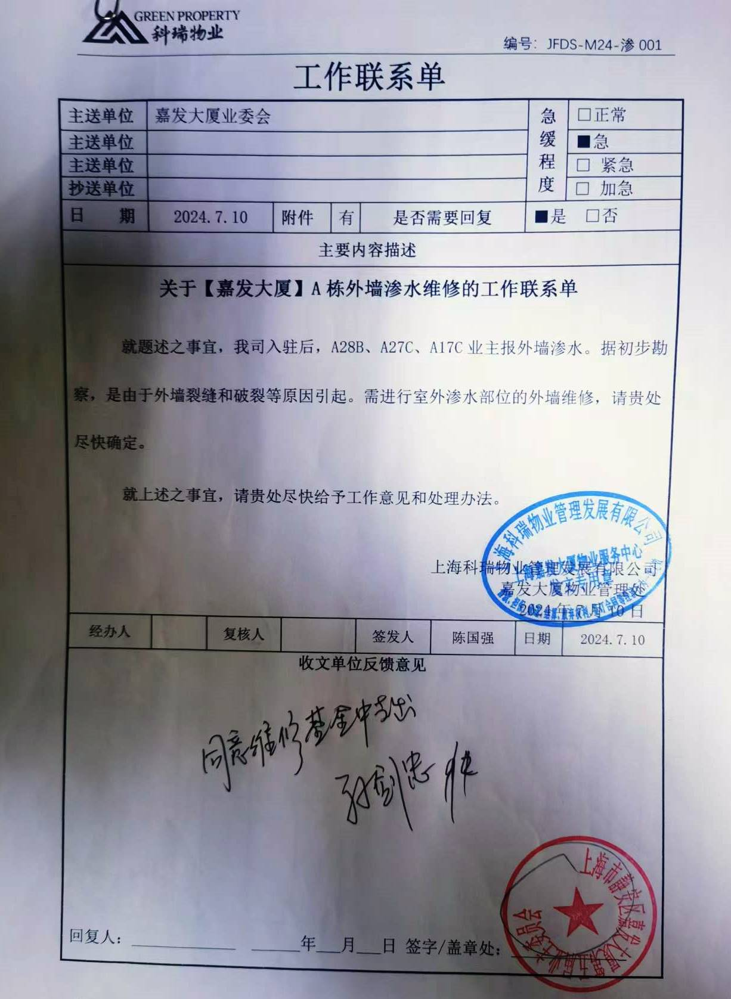 GREEN PROPERTY
科瑞物业
编号：JFDS-M24-渗 001
工作联系单
主送单位 嘉发大厦业委会 急缓程度 □正常
主送单位 ■急
主送单位 □ 紧急
抄送单位 □ 加急
日 期 2024.7.10 附件 有 是否需要回复 ■是 □否
主要内容描述
关于【嘉发大厦】A 栋外墙渗水维修的工作联系单
就题述之事宜，我司入驻后，A28B、A27C、A17C 业主报外墙渗水。据初步勘
察，是由于外墙裂缝和破裂等原因引起。需进行室外渗水部位的外墙维修，请贵处
尽快确定。
就上述之事宜，请贵处尽快给予工作意见和处理办法。
上海科瑞物业管理发展有限公司
上海嘉发大厦物业服务中心
发文专用章
上海科瑞物业管理发展有限公司
嘉发大厦物业管理处
2024 年 7 月 10 日
经办人 复核人 签发人 陈国强 日期 2024.7.10
收文单位反馈意见
同意维修基金中支出
回复人： 年 月 日 签字/盖章处：
上海市静安区嘉发大厦第五届业主委员会